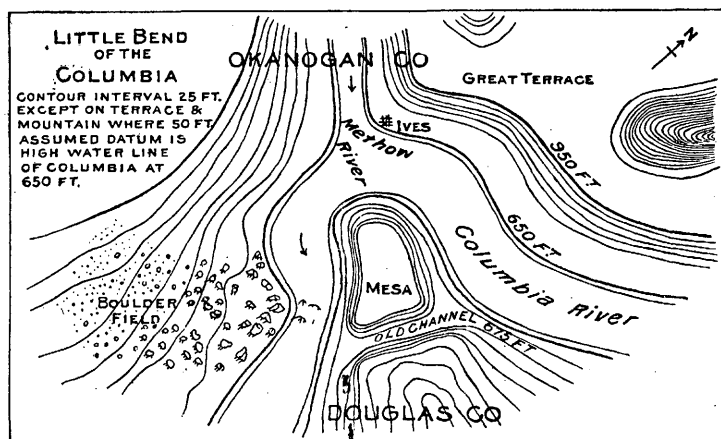 LITTLE BEND
OF THE
COLUMBIA
CONTOUR INTERVAL 25 FT.
EXCEPT ON TERRACE &
MOUNTAIN WHERE 50 FT.
ASSUMED DATUM IS
HIGH WATER LINE
OF COLUMBIA AT
650 FT.
OKANOGAN CO
GREAT TERRACE
N
IVES
Methow
River
950 FT
650 FT
Columbia River
MESA
OLD CHANNEL 675 FT
BOULDER
FIELD
DOUGLAS CO